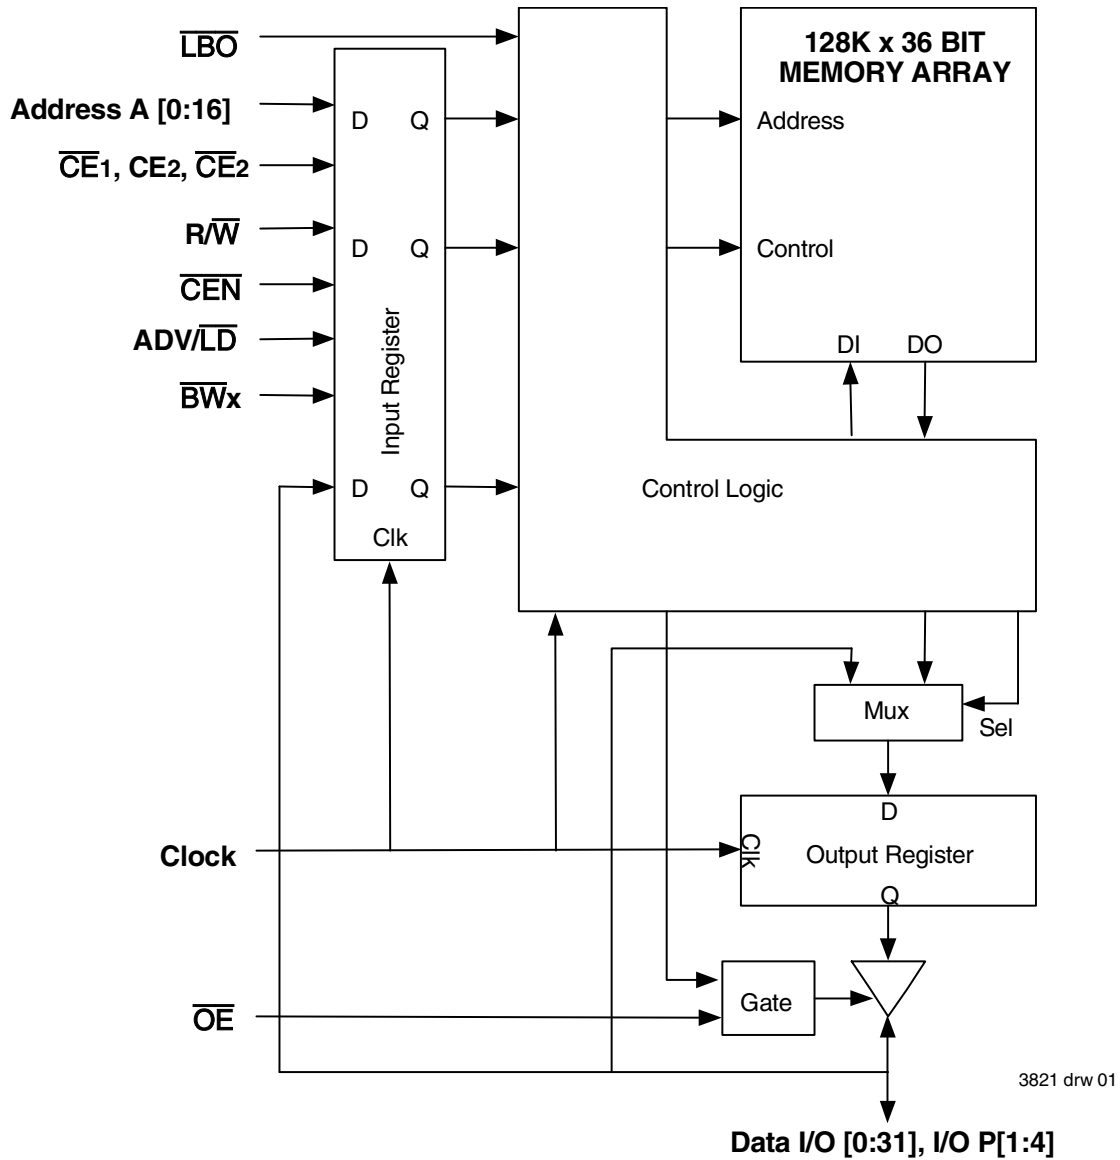 LBO
128K x 36 BIT
MEMORY ARRAY
Address A [0:16]
D Q
Address
CE1, CE2, CE2
R/W
D Q
Control
CEN
Input Register
ADV/LD
DI DO
BWx
D Q
Control Logic
Clk
Mux
Sel
D
Clock
Clk
Output Register
Q
Gate
OE
3821 drw 01
Data I/O [0:31], I/O P[1:4]